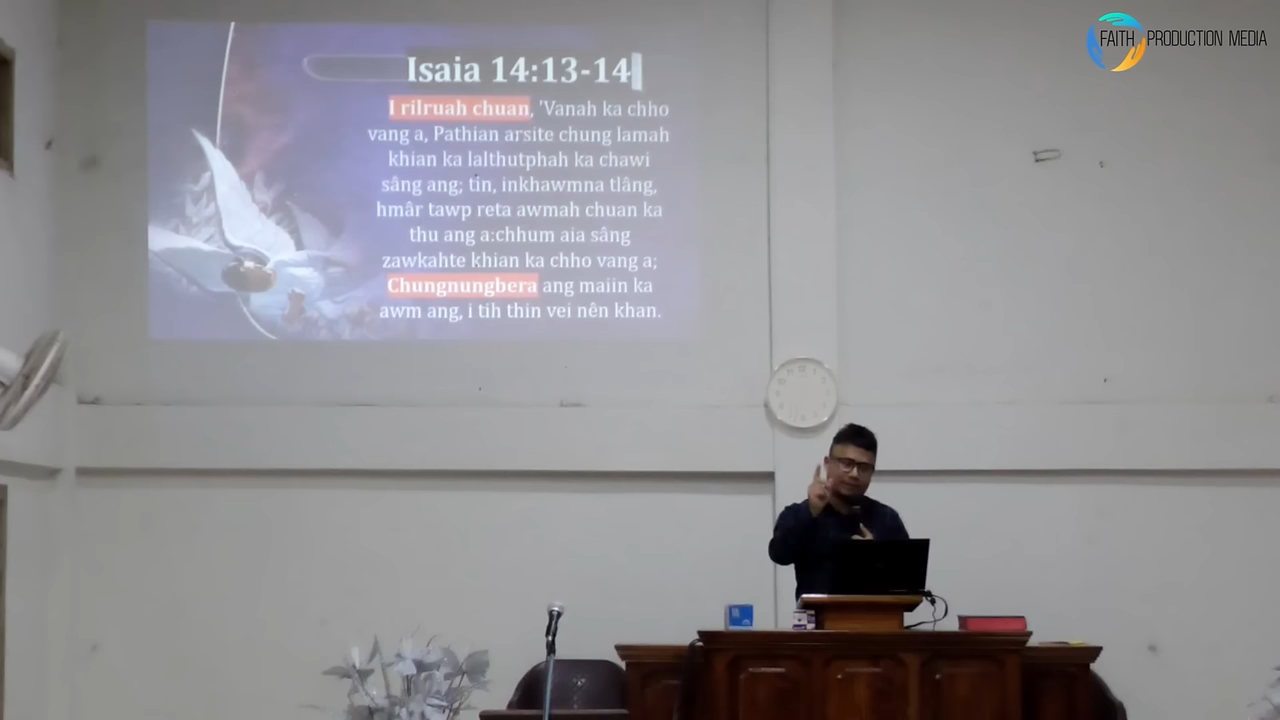 FAITH PRODUCTION MEDIA
Isaia 14:13-14
I rilruah chuan, 'Vanah ka chho
vang a, Pathian arsite chung lamah
khian ka lalthutphah ka chawi
sâng ang; tin, inkhawmna tlâng,
hmâr tawp reta awmah chuan ka
thu ang a:chhum aia sâng
zawkahte khian ka chho vang a;
Chungnungbera ang maiin ka
awm ang, i tih thin vei nên khan.